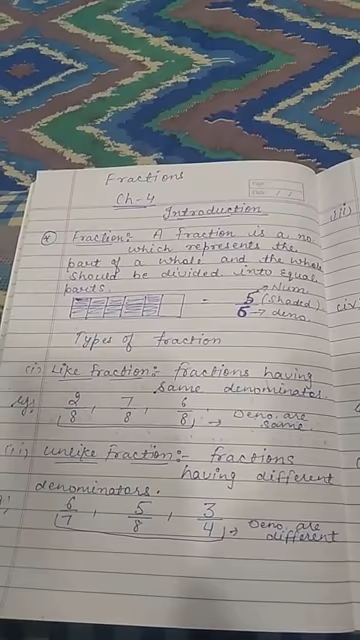 Fractions
Ch-4
Introduction
Fraction:- A fraction is a no.
which represents the
part of a whole and the whole
should be divided into equal
parts.
= 5 → Num. (Shaded)
6 → deno.
Types of fraction
(i) Like fraction:- fractions having
same denominator.
eg: 2/8, 7/8, 6/8 → Deno. are
same.
(ii) unlike fraction:- fractions
having different
denominators.
6/7, 5/8, 3/4 → Deno. are
different
(iii)
(iv)